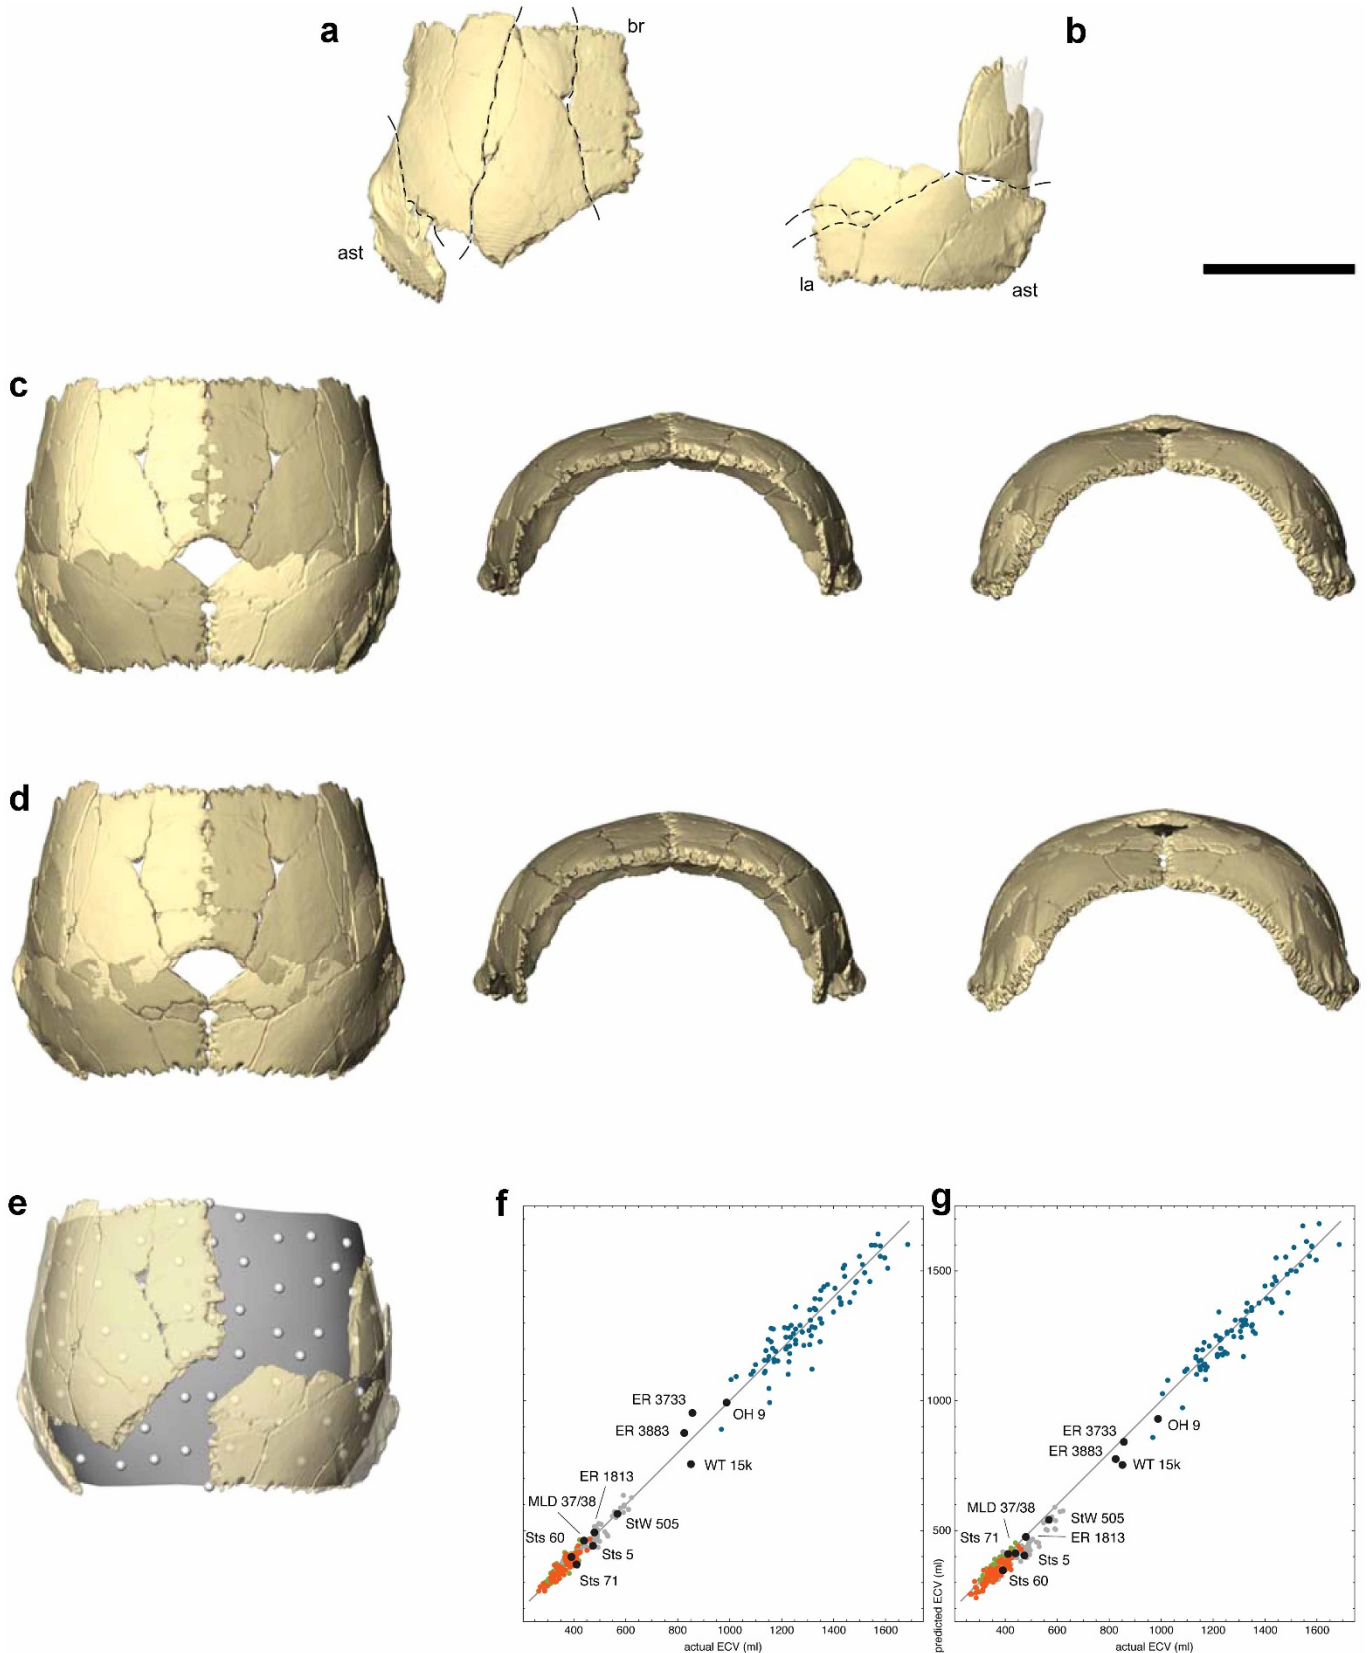 a
br
b
ast
la
ast
c
d
e
f
g
ER 3733
ER 3883
OH 9
WT 15k
ER 1813
MLD 37/38
StW 505
Sts 60
Sts 5
Sts 71
400 600 800 1000 1200 1400 1600
actual ECV (ml)
1500
1000
500
predicted ECV (ml)
OH 9
ER 3733
ER 3883
WT 15k
MLD 37/38
StW 505
Sts 71
ER 1813
Sts 5
Sts 60
400 600 800 1000 1200 1400 1600
actual ECV (ml)